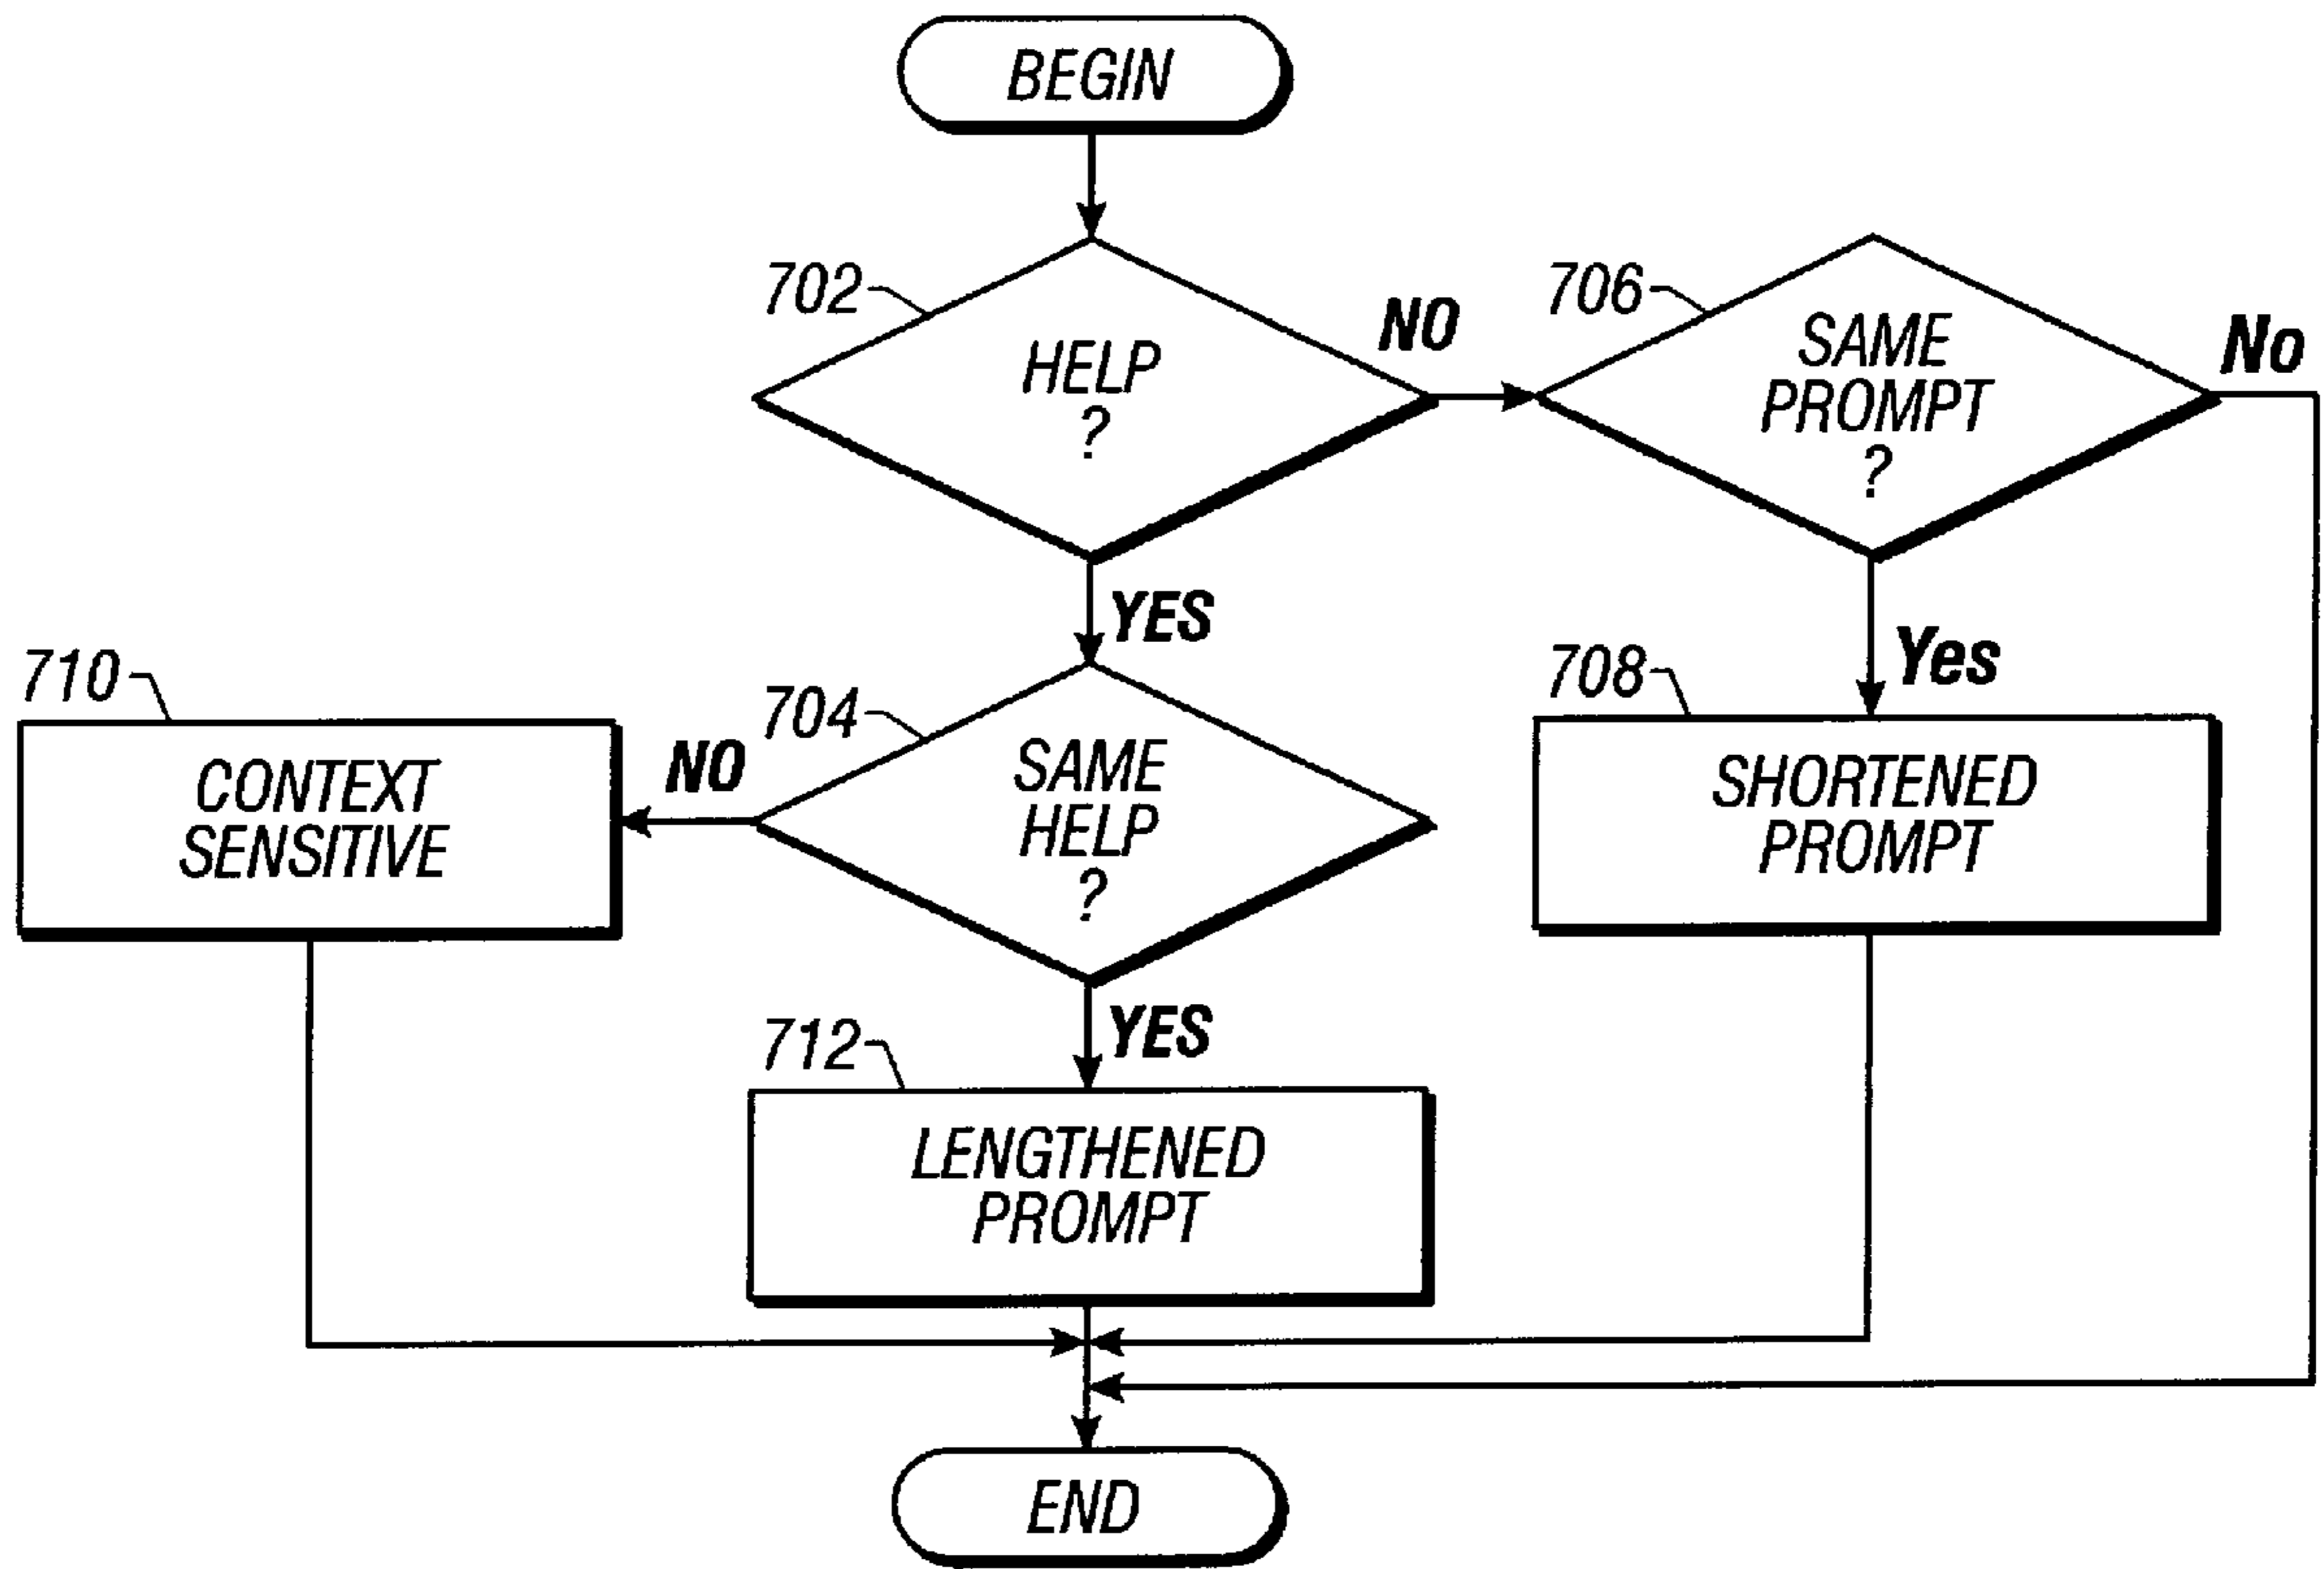 BEGIN
702
HELP
?
NO
706
SAME
PROMPT
?
No
YES
Yes
710
CONTEXT
SENSITIVE
NO
704
SAME
HELP
?
708
SHORTENED
PROMPT
YES
712
LENGTHENED
PROMPT
END